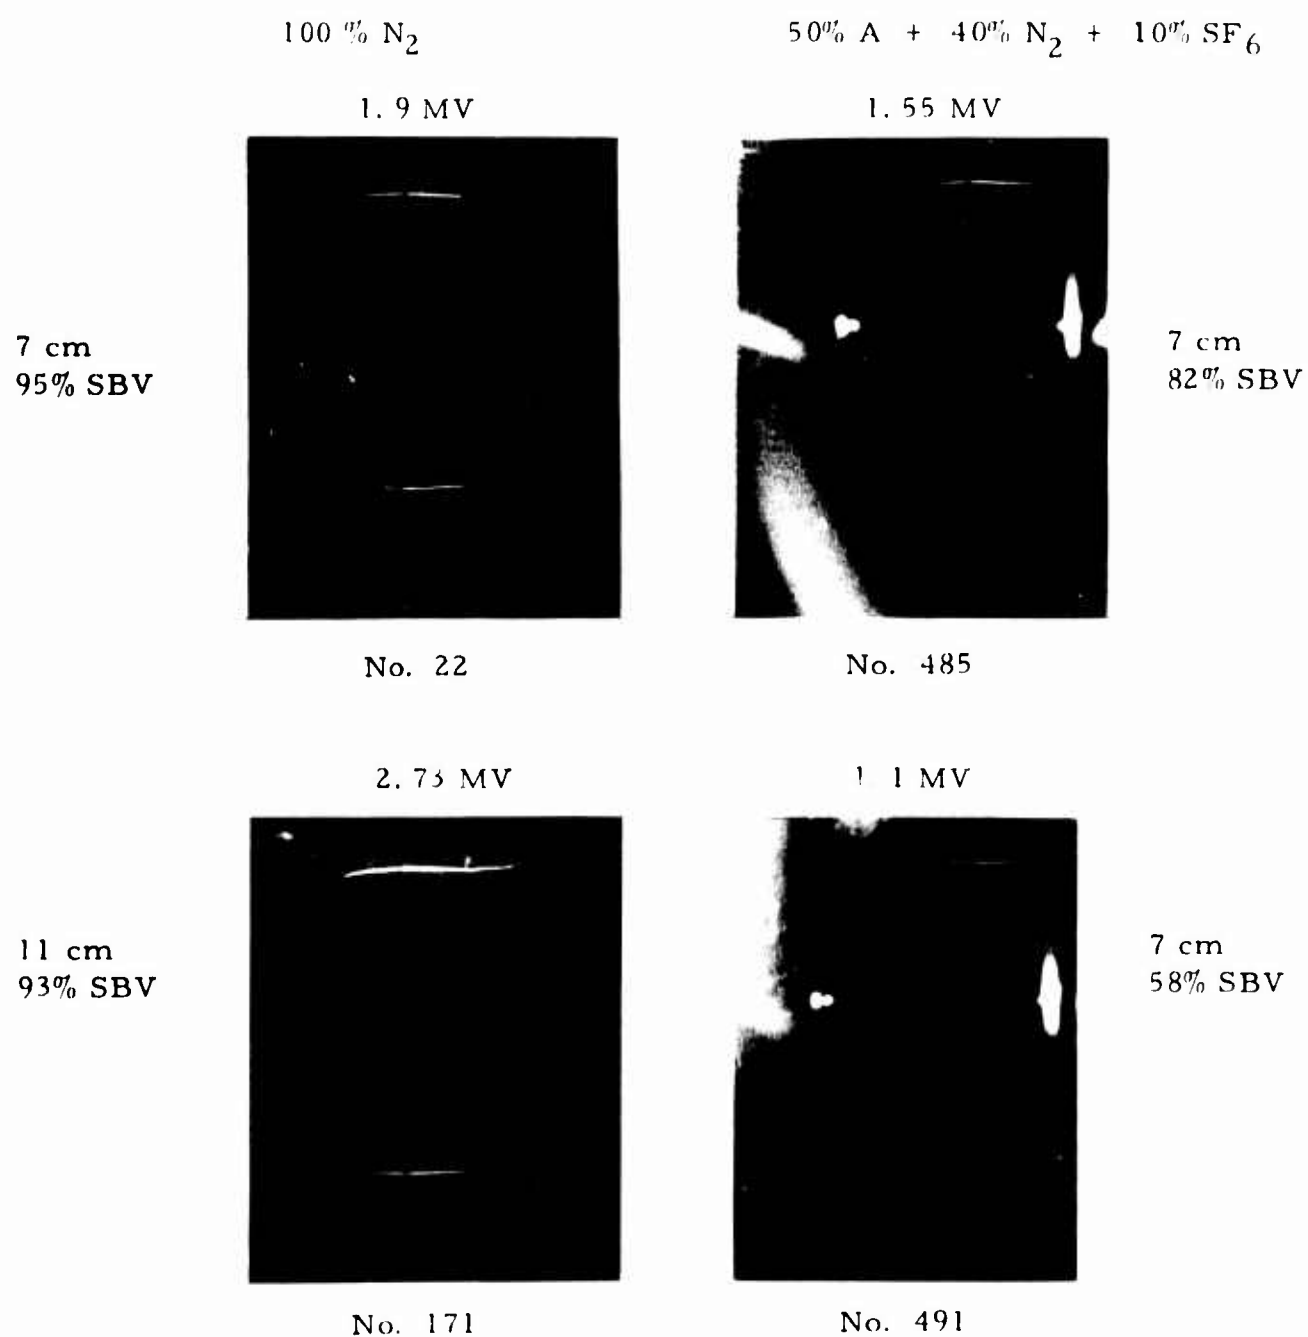 100 % N2
50% A + 40% N2 + 10% SF6
1.9 MV
1.55 MV
7 cm
95% SBV
7 cm
82% SBV
No. 22
No. 485
2.73 MV
1 1 MV
11 cm
93% SBV
7 cm
58% SBV
No. 171
No. 491